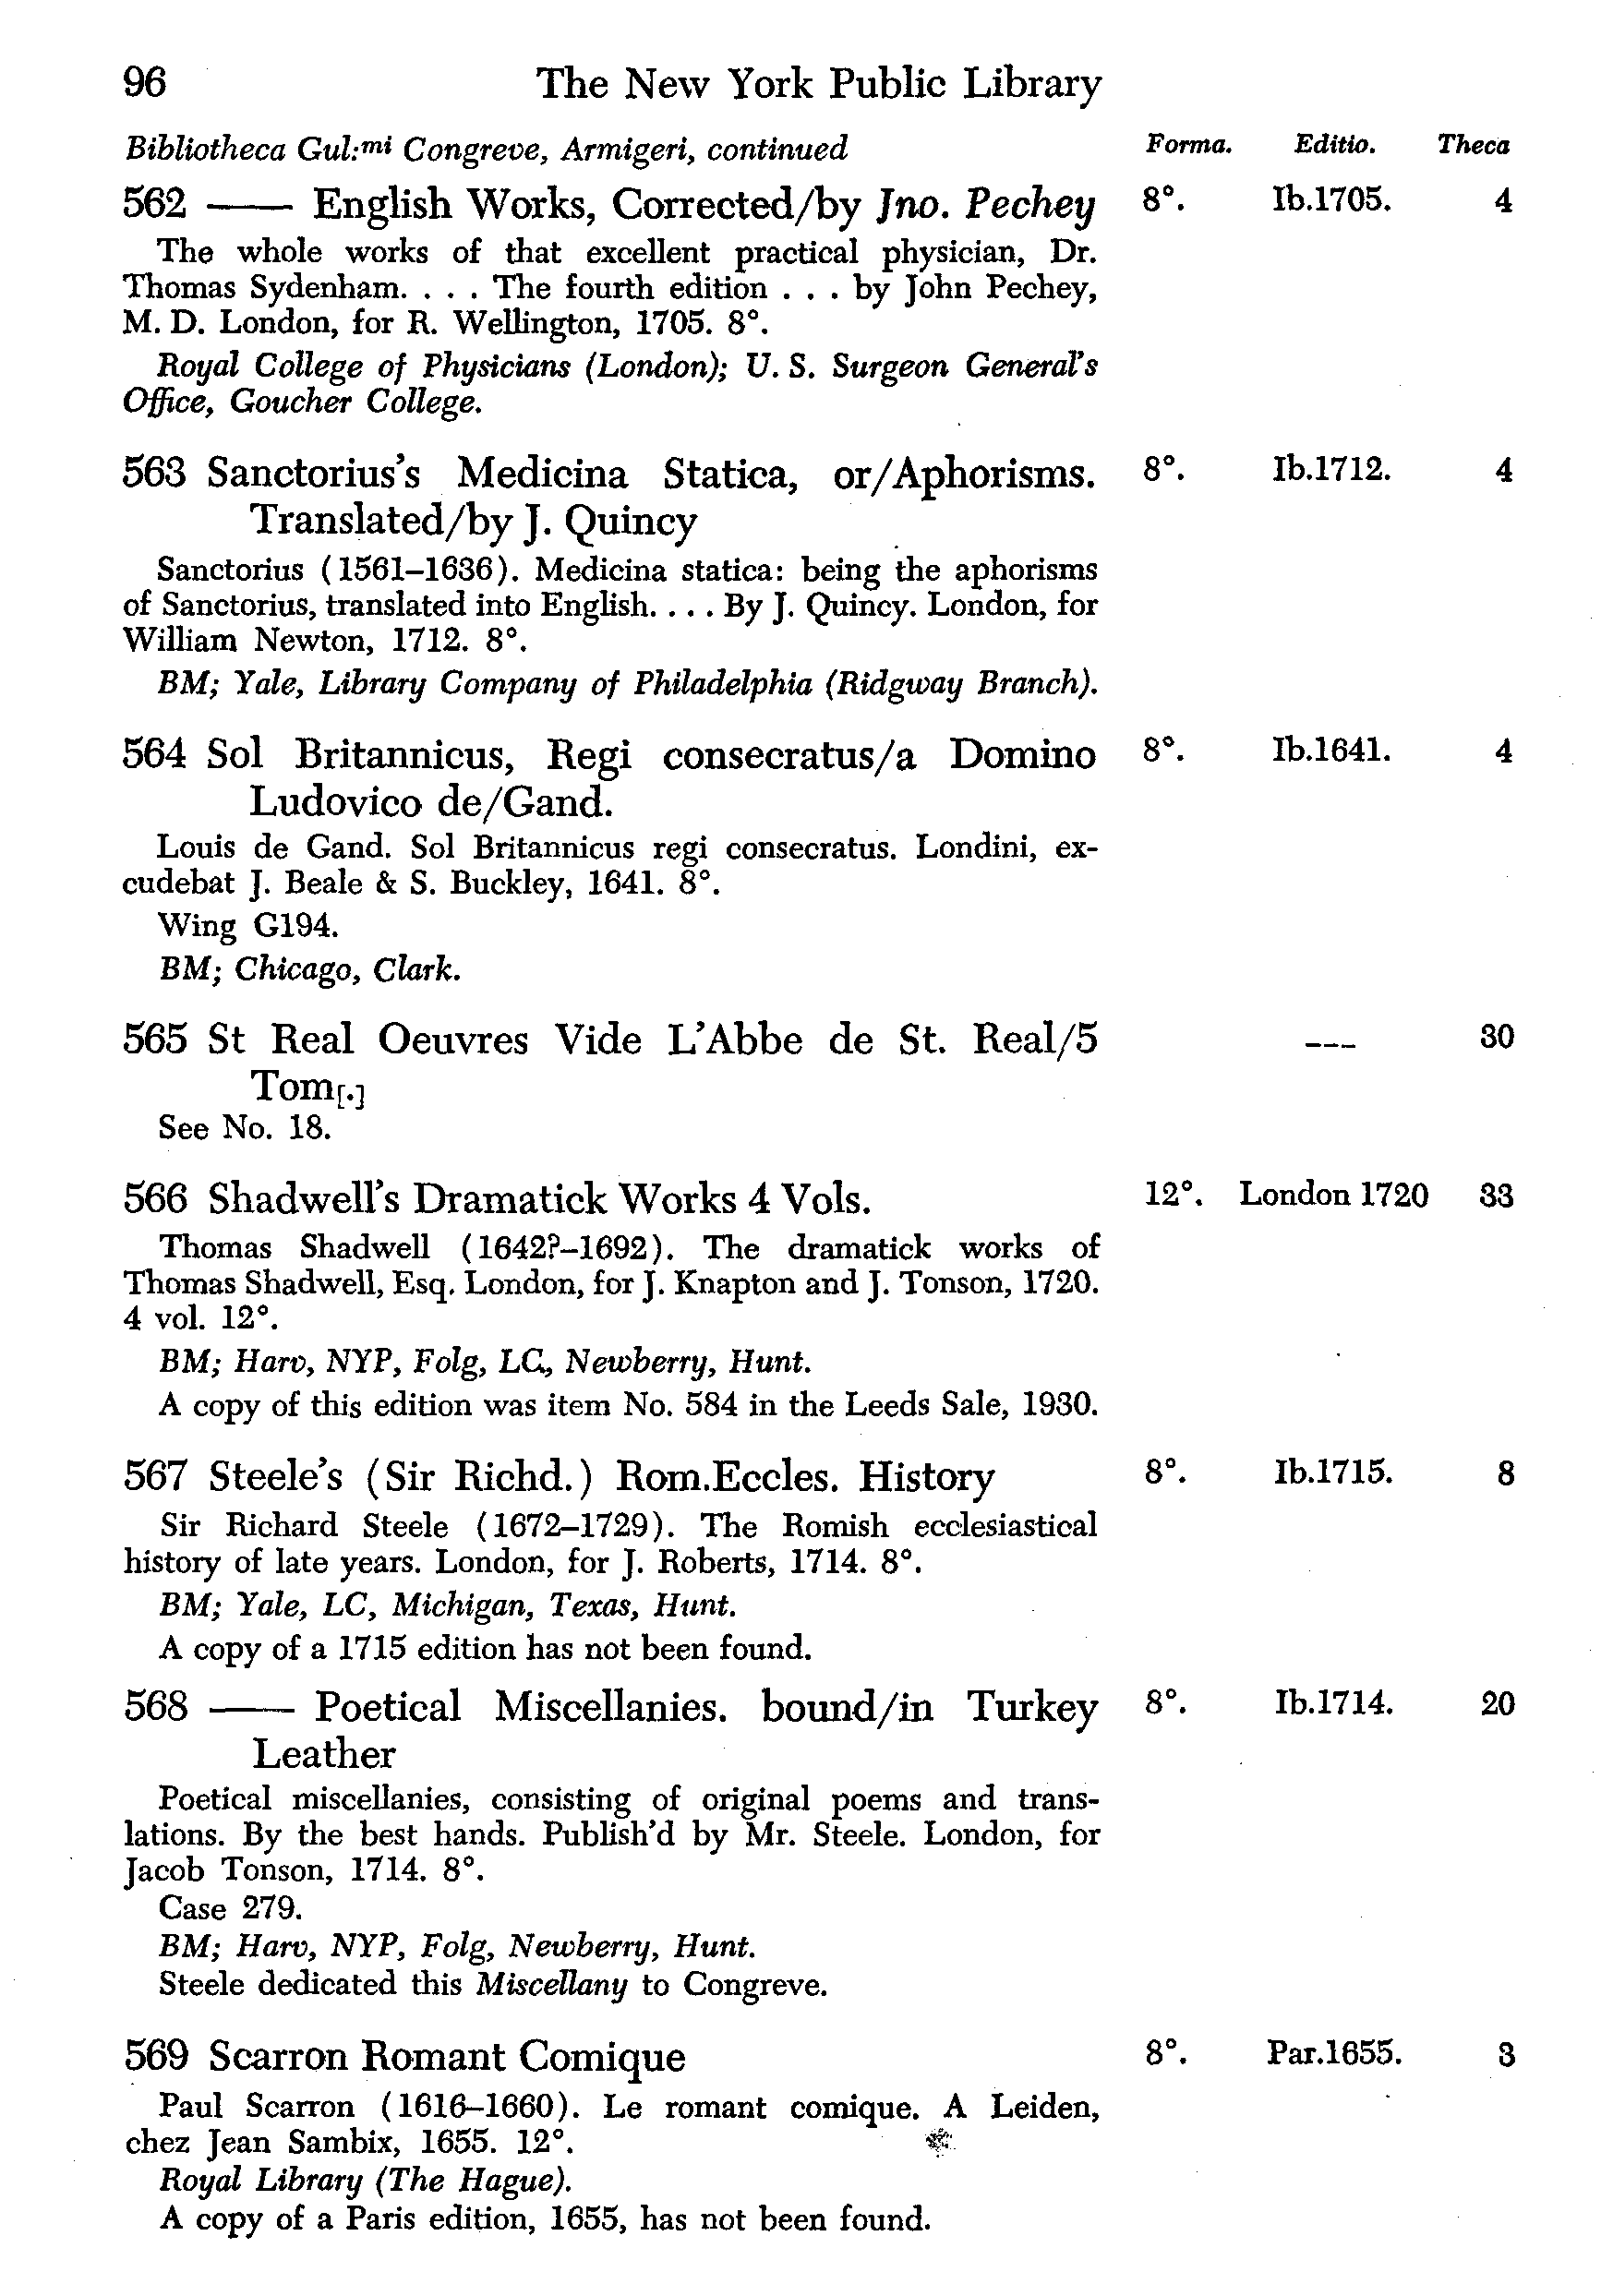 96 The New York Public Library
Bibliotheca Gul:mi Congreve, Armigeri, continued Forma. Editio. Theca
562 —— English Works, Corrected/by Jno. Pechey 8°. Ib.1705. 4
The whole works of that excellent practical physician, Dr.
Thomas Sydenham. . . . The fourth edition . . . by John Pechey,
M. D. London, for R. Wellington, 1705. 8°.
Royal College of Physicians (London); U. S. Surgeon General's
Office, Goucher College.
563 Sanctorius's Medicina Statica, or/Aphorisms. 8°. Ib.1712. 4
Translated/by J. Quincy
Sanctorius (1561–1636). Medicina statica: being the aphorisms
of Sanctorius, translated into English. . . . By J. Quincy. London, for
William Newton, 1712. 8°.
BM; Yale, Library Company of Philadelphia (Ridgway Branch).
564 Sol Britannicus, Regi consecratus/a Domino 8°. Ib.1641. 4
Ludovico de/Gand.
Louis de Gand. Sol Britannicus regi consecratus. Londini, ex-
cudebat J. Beale & S. Buckley, 1641. 8°.
Wing G194.
BM; Chicago, Clark.
565 St Real Oeuvres Vide L'Abbe de St. Real/5 --- 30
Tom[.]
See No. 18.
566 Shadwell's Dramatick Works 4 Vols. 12°. London 1720 33
Thomas Shadwell (1642?–1692). The dramatick works of
Thomas Shadwell, Esq. London, for J. Knapton and J. Tonson, 1720.
4 vol. 12°.
BM; Harv, NYP, Folg, LC, Newberry, Hunt.
A copy of this edition was item No. 584 in the Leeds Sale, 1930.
567 Steele's (Sir Richd.) Rom.Eccles. History 8°. Ib.1715. 8
Sir Richard Steele (1672–1729). The Romish ecclesiastical
history of late years. London, for J. Roberts, 1714. 8°.
BM; Yale, LC, Michigan, Texas, Hunt.
A copy of a 1715 edition has not been found.
568 —— Poetical Miscellanies. bound/in Turkey 8°. Ib.1714. 20
Leather
Poetical miscellanies, consisting of original poems and trans-
lations. By the best hands. Publish'd by Mr. Steele. London, for
Jacob Tonson, 1714. 8°.
Case 279.
BM; Harv, NYP, Folg, Newberry, Hunt.
Steele dedicated this Miscellany to Congreve.
569 Scarron Romant Comique 8°. Par.1655. 3
Paul Scarron (1616–1660). Le romant comique. A Leiden,
chez Jean Sambix, 1655. 12°.
Royal Library (The Hague).
A copy of a Paris edition, 1655, has not been found.